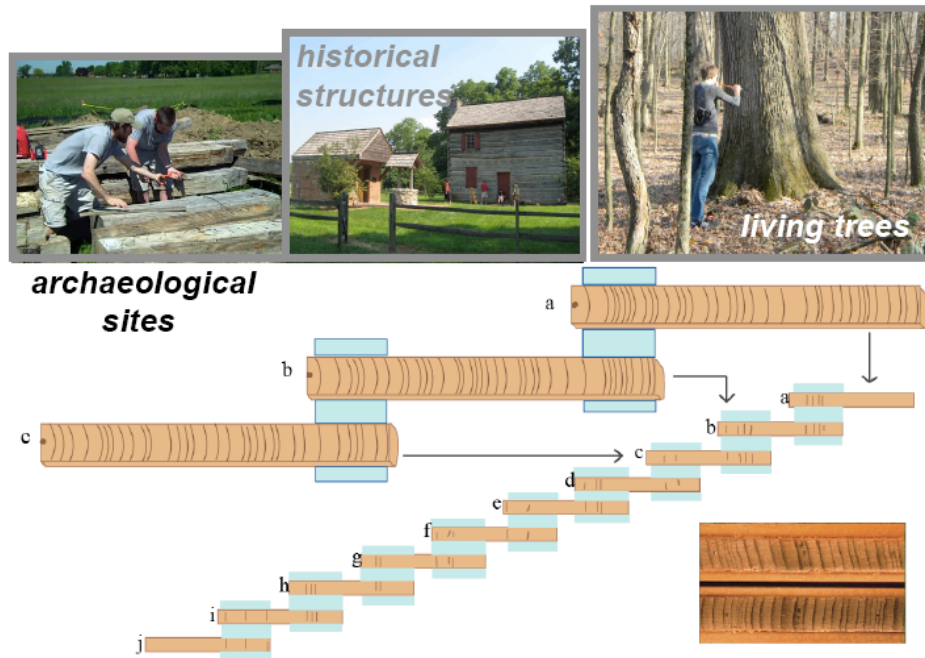 historical
structures
living trees
archaeological
sites
a
b
c
a
b
c
d
e
f
g
h
i
j